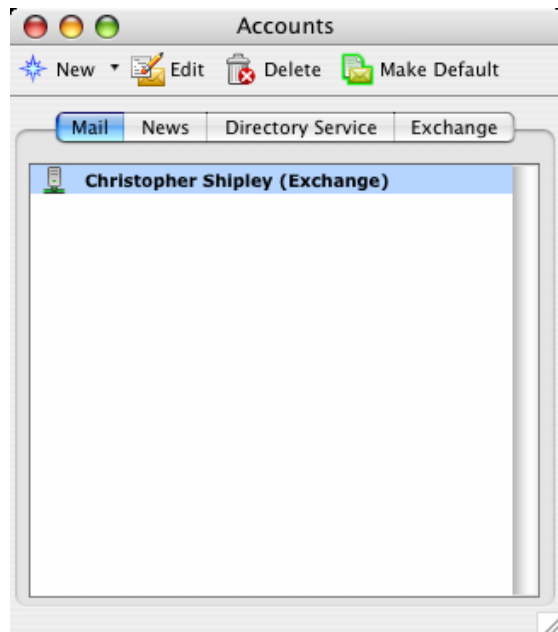 Accounts
New Edit Delete Make Default
Mail News Directory Service Exchange
Christopher Shipley (Exchange)